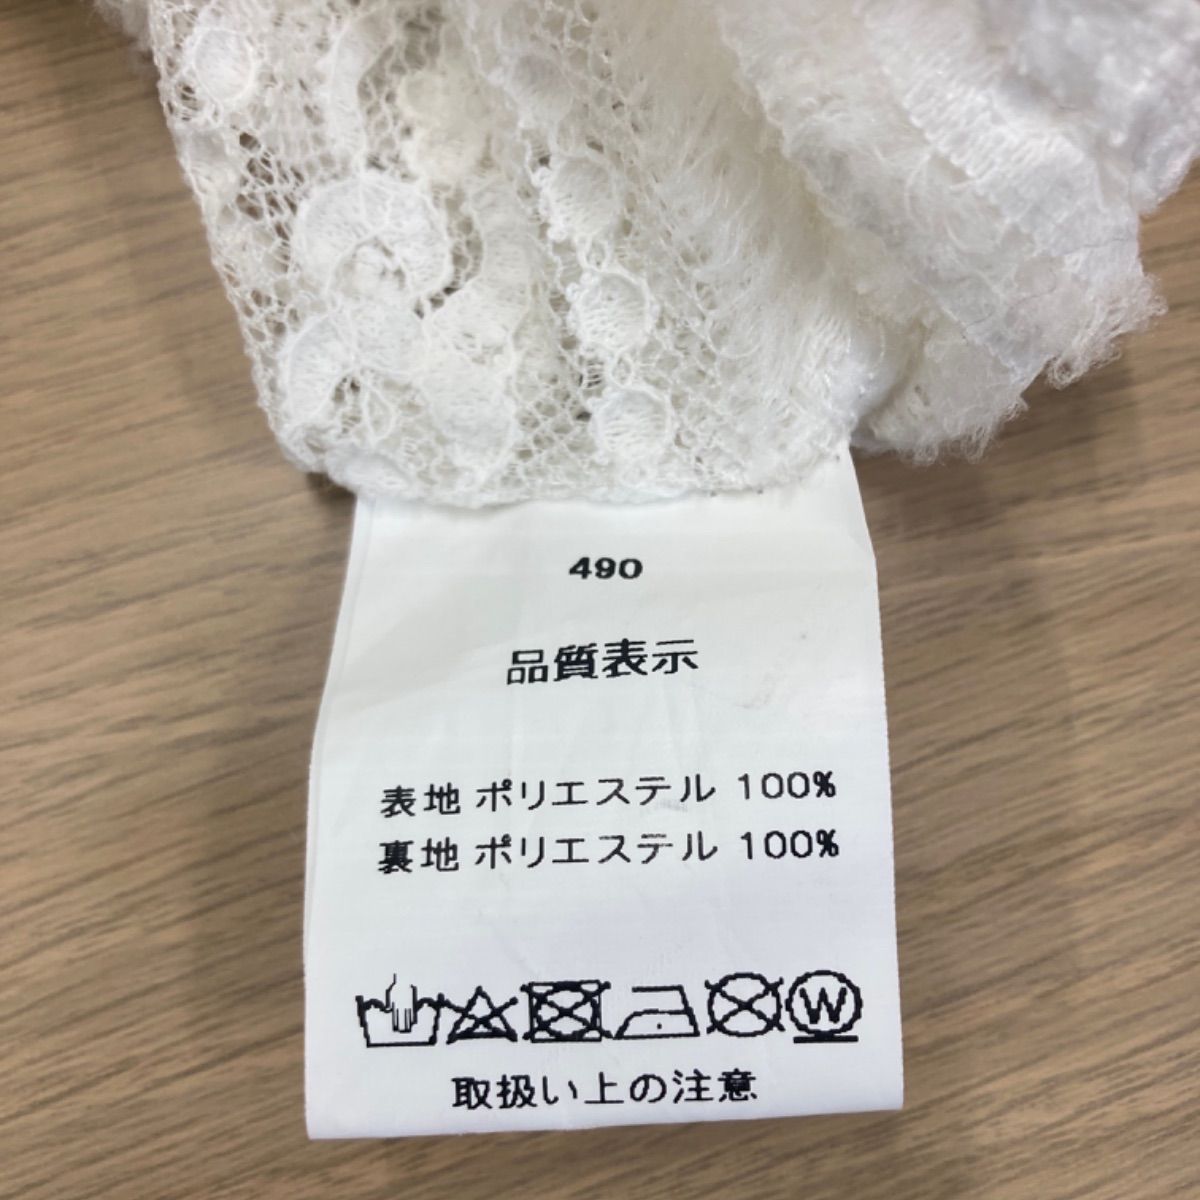 490
品質表示
表地 ポリエステル 100%
裏地 ポリエステル 100%
W
取扱い上の注意